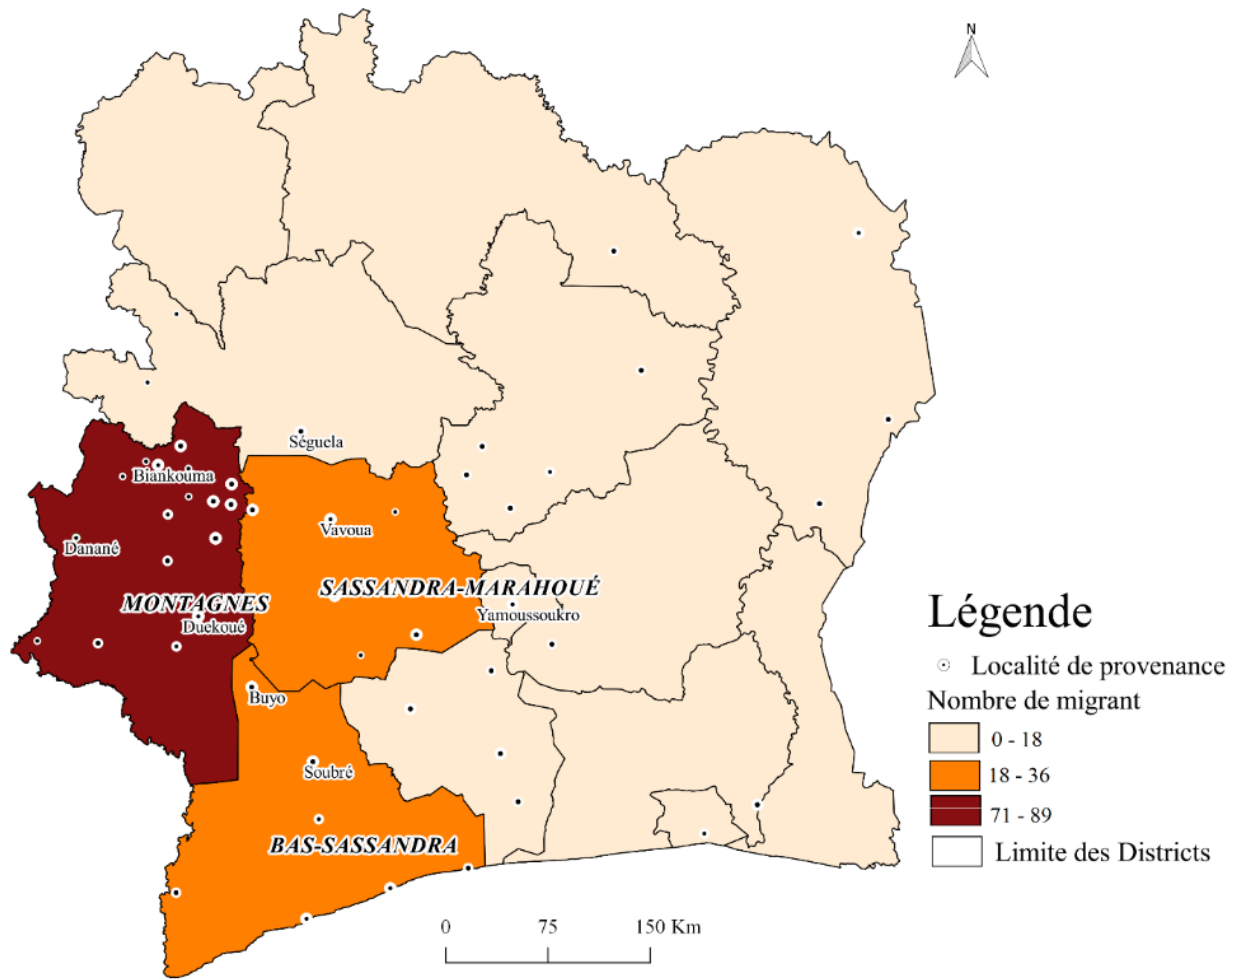 N
Séguela
Biankouma
Vavoua
Danané
SASSANDRA-MARAHOUÉ
MONTAGNES
Yamoussoukro
Duekoué
Buyo
Soubré
BAS-SASSANDRA
Légende
Localité de provenance
Nombre de migrant
0 - 18
18 - 36
71 - 89
Limite des Districts
0 75 150 Km